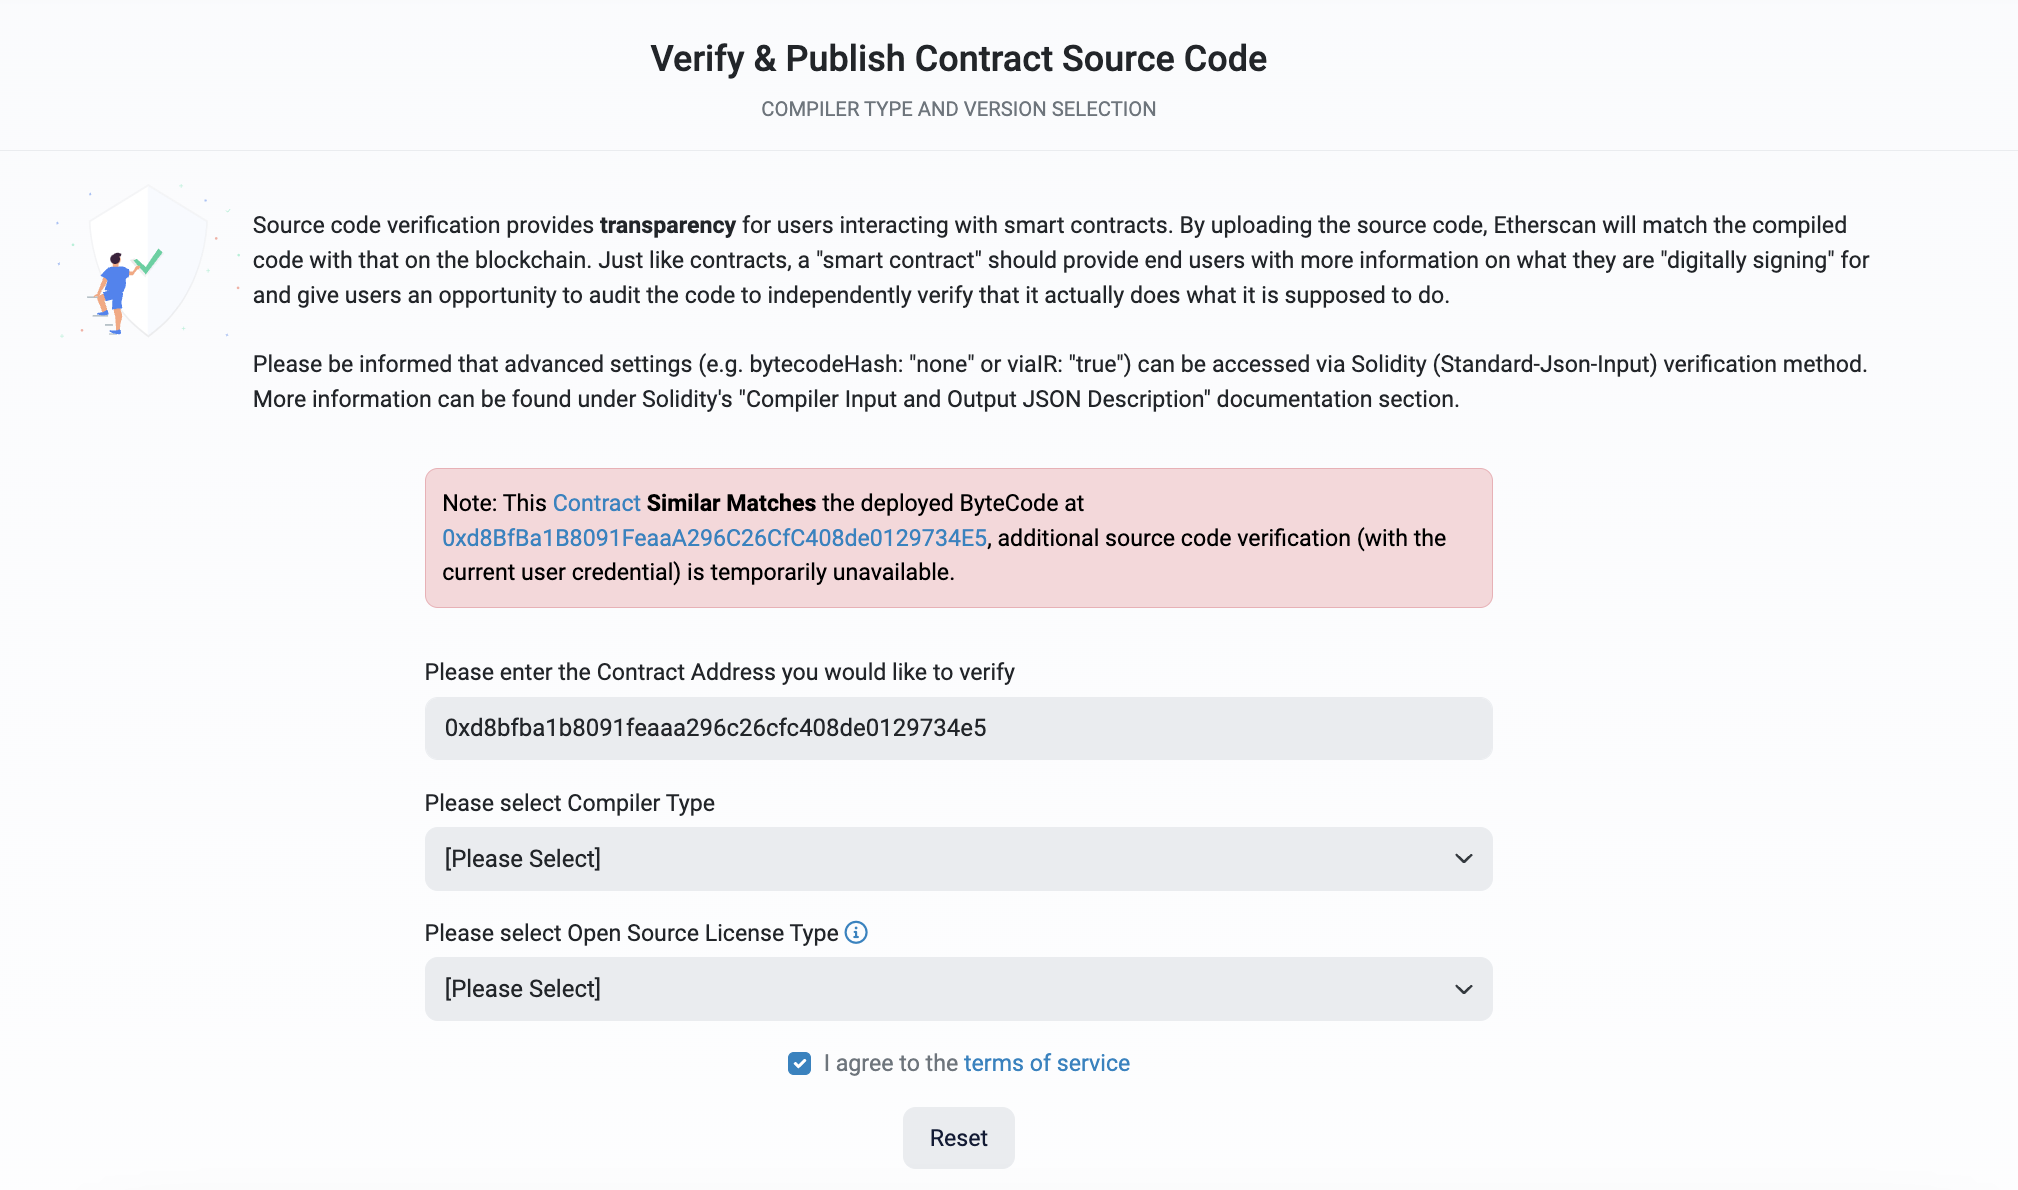 Verify & Publish Contract Source Code
COMPILER TYPE AND VERSION SELECTION
Source code verification provides transparency for users interacting with smart contracts. By uploading the source code, Etherscan will match the compiled
code with that on the blockchain. Just like contracts, a "smart contract" should provide end users with more information on what they are "digitally signing" for
and give users an opportunity to audit the code to independently verify that it actually does what it is supposed to do.
Please be informed that advanced settings (e.g. bytecodeHash: "none" or viaIR: "true") can be accessed via Solidity (Standard-Json-Input) verification method.
More information can be found under Solidity's "Compiler Input and Output JSON Description" documentation section.
Note: This Contract Similar Matches the deployed ByteCode at
0xd8BfBa1B8091FeaaA296C26CfC408de0129734E5, additional source code verification (with the
current user credential) is temporarily unavailable.
Please enter the Contract Address you would like to verify
0xd8bfba1b8091feaaa296c26cfc408de0129734e5
Please select Compiler Type
[Please Select]
Please select Open Source License Type
[Please Select]
I agree to the terms of service
Reset